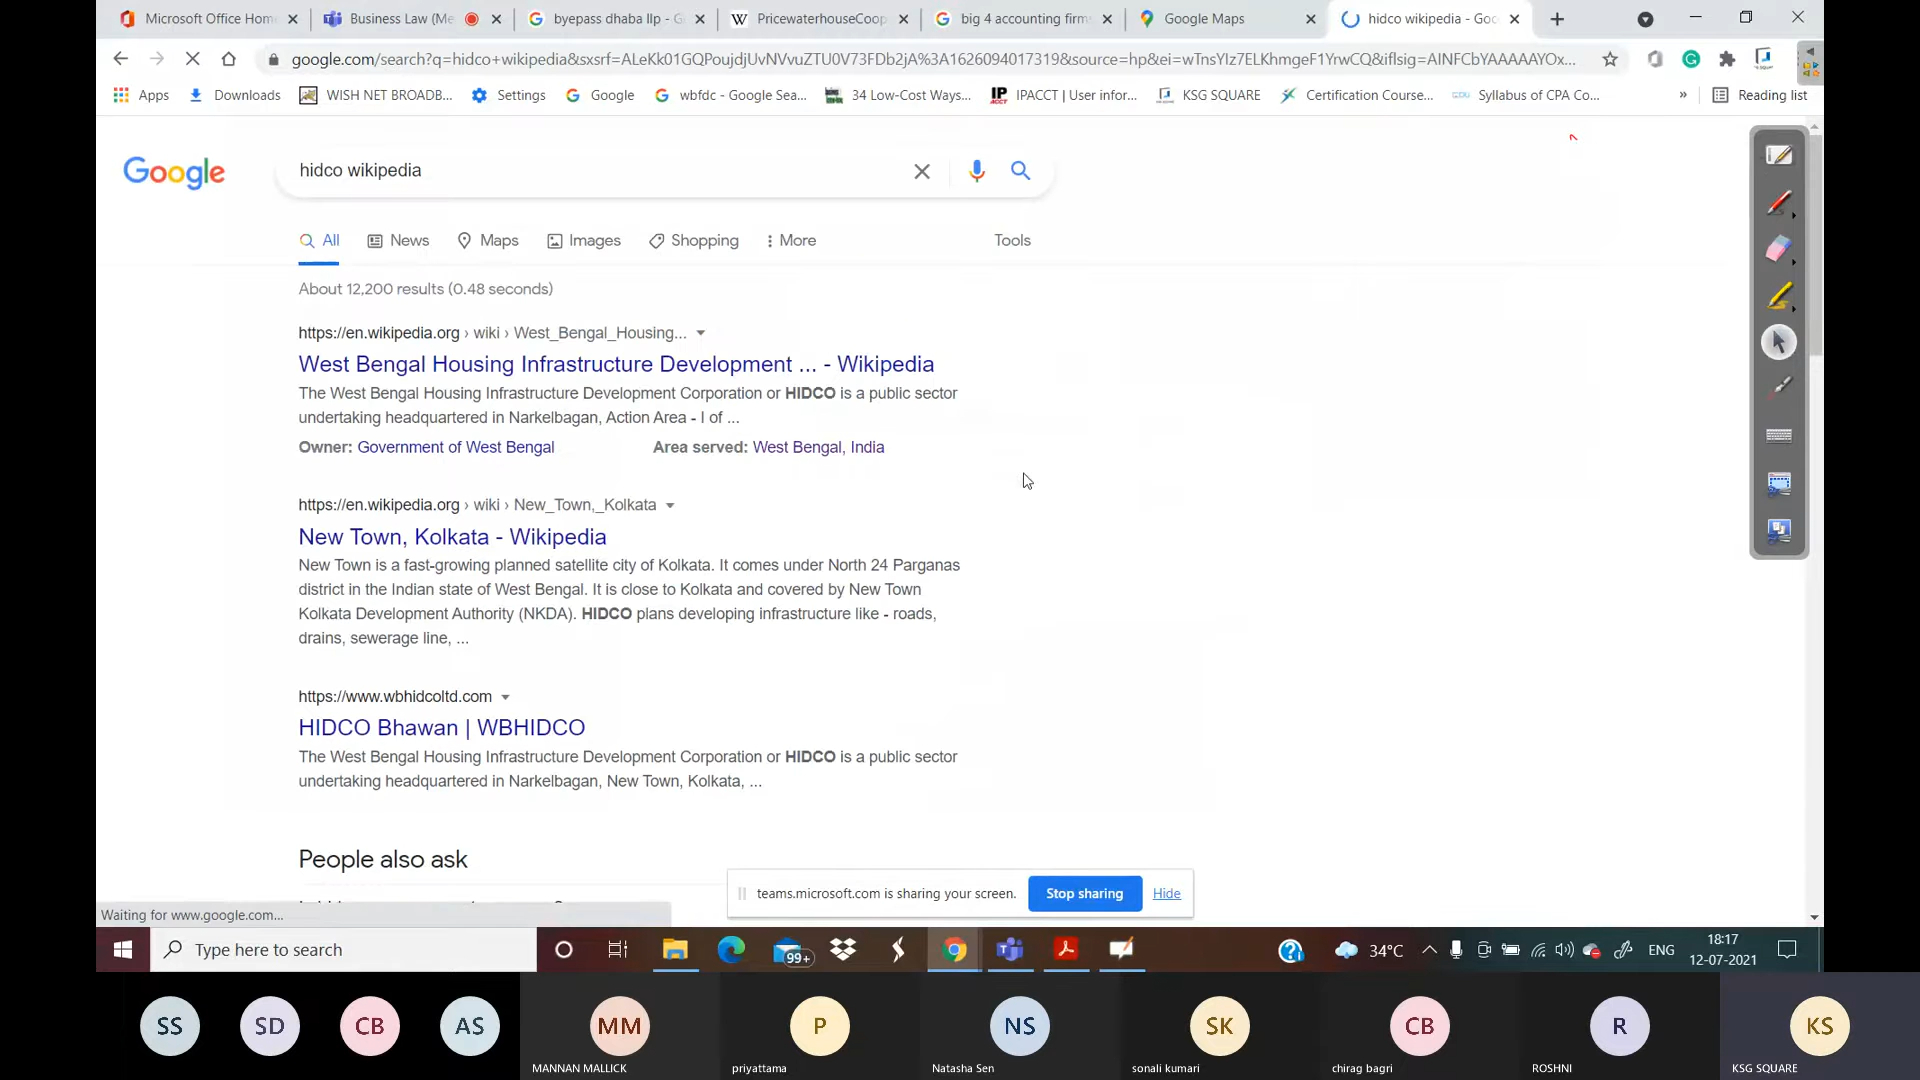 Microsoft Office Hom
Business Law (Me
byepass dhaba llp - G
PricewaterhouseCoop
big 4 accounting firm
Google Maps
hidco wikipedia - Goo
google.com/search?q=hidco+wikipedia&sxsrf=ALeKk01GQPoujdjUvNVvuZTU0V73FDb2jA%3A1626094017319&source=hp&ei=wTnsYIz7ELKhmgeF1YrwCQ&iflsig=AINFCbYAAAAAYOx...
Apps
Downloads
WISH NET BROADB...
Settings
Google
wbfdc - Google Sea...
34 Low-Cost Ways...
IPACCT | User infor...
KSG SQUARE
Certification Course...
Syllabus of CPA Co...
»
Reading list
Google
hidco wikipedia
All
News
Maps
Images
Shopping
More
Tools
About 12,200 results (0.48 seconds)
https://en.wikipedia.org › wiki › West_Bengal_Housing...
West Bengal Housing Infrastructure Development ... - Wikipedia
The West Bengal Housing Infrastructure Development Corporation or HIDCO is a public sector
undertaking headquartered in Narkelbagan, Action Area - I of ...
Owner: Government of West Bengal
Area served: West Bengal, India
https://en.wikipedia.org › wiki › New_Town,_Kolkata
New Town, Kolkata - Wikipedia
New Town is a fast-growing planned satellite city of Kolkata. It comes under North 24 Parganas
district in the Indian state of West Bengal. It is close to Kolkata and covered by New Town
Kolkata Development Authority (NKDA). HIDCO plans developing infrastructure like - roads,
drains, sewerage line, ...
https://www.wbhidcoltd.com
HIDCO Bhawan | WBHIDCO
The West Bengal Housing Infrastructure Development Corporation or HIDCO is a public sector
undertaking headquartered in Narkelbagan, New Town, Kolkata, ...
People also ask
teams.microsoft.com is sharing your screen.
Stop sharing
Hide
Waiting for www.google.com...
Type here to search
99+
34°C
ENG
18:17
12-07-2021
SS
SD
CB
AS
MM
P
NS
SK
CB
R
KS
MANNAN MALLICK
priyattama
Natasha Sen
sonali kumari
chirag bagri
ROSHNI
KSG SQUARE